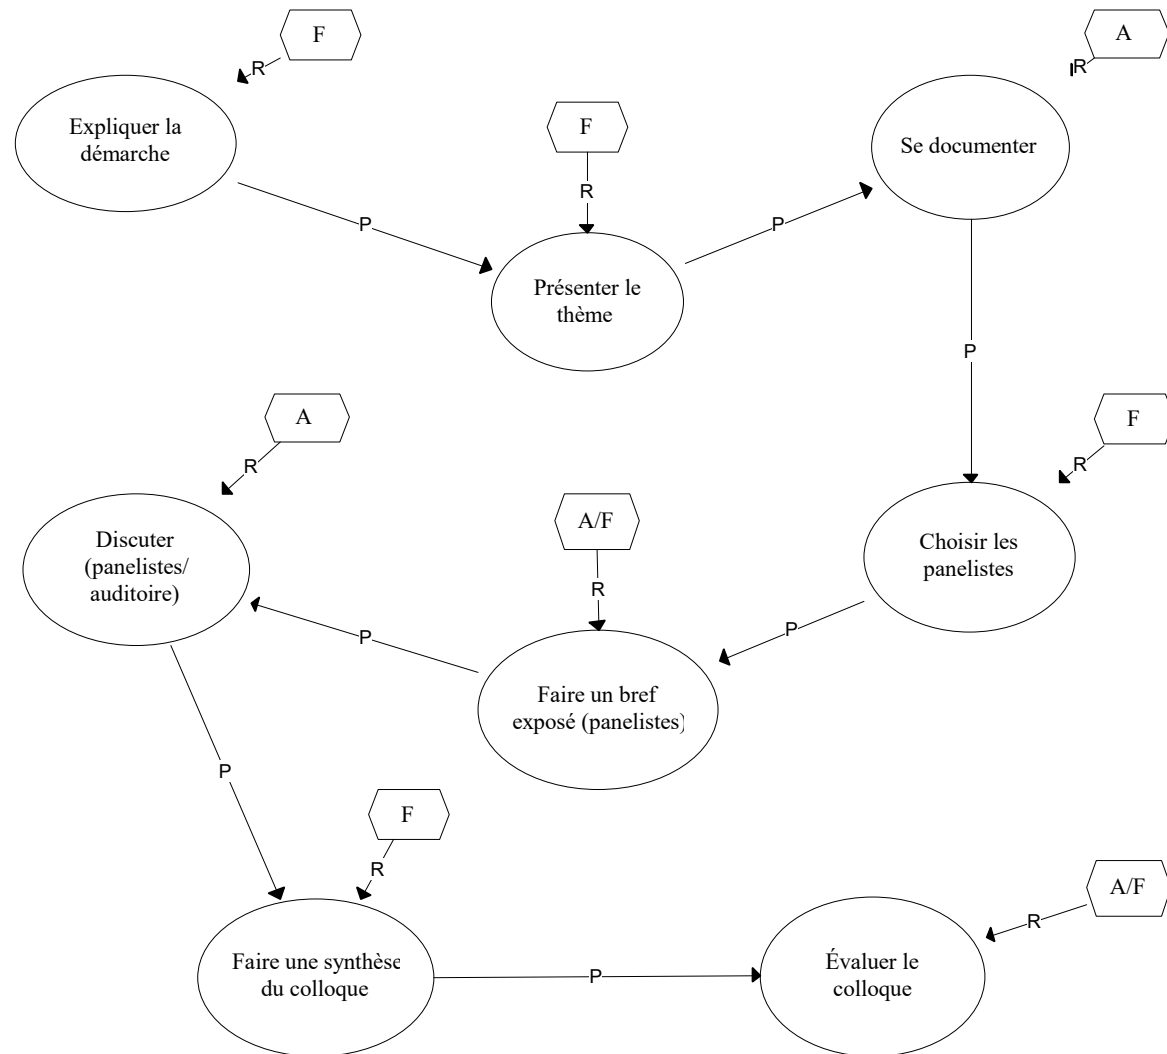 F
R
Expliquer la
démarche
P
F
R
Présenter le
thème
P
A
R
Se documenter
P
F
R
Choisir les
panelistes
P
A/F
R
Faire un bref
exposé (panelistes)
P
A
R
Discuter
(panelistes/
auditoire)
P
F
R
Faire une synthèse
du colloque
P
A/F
R
Évaluer le
colloque